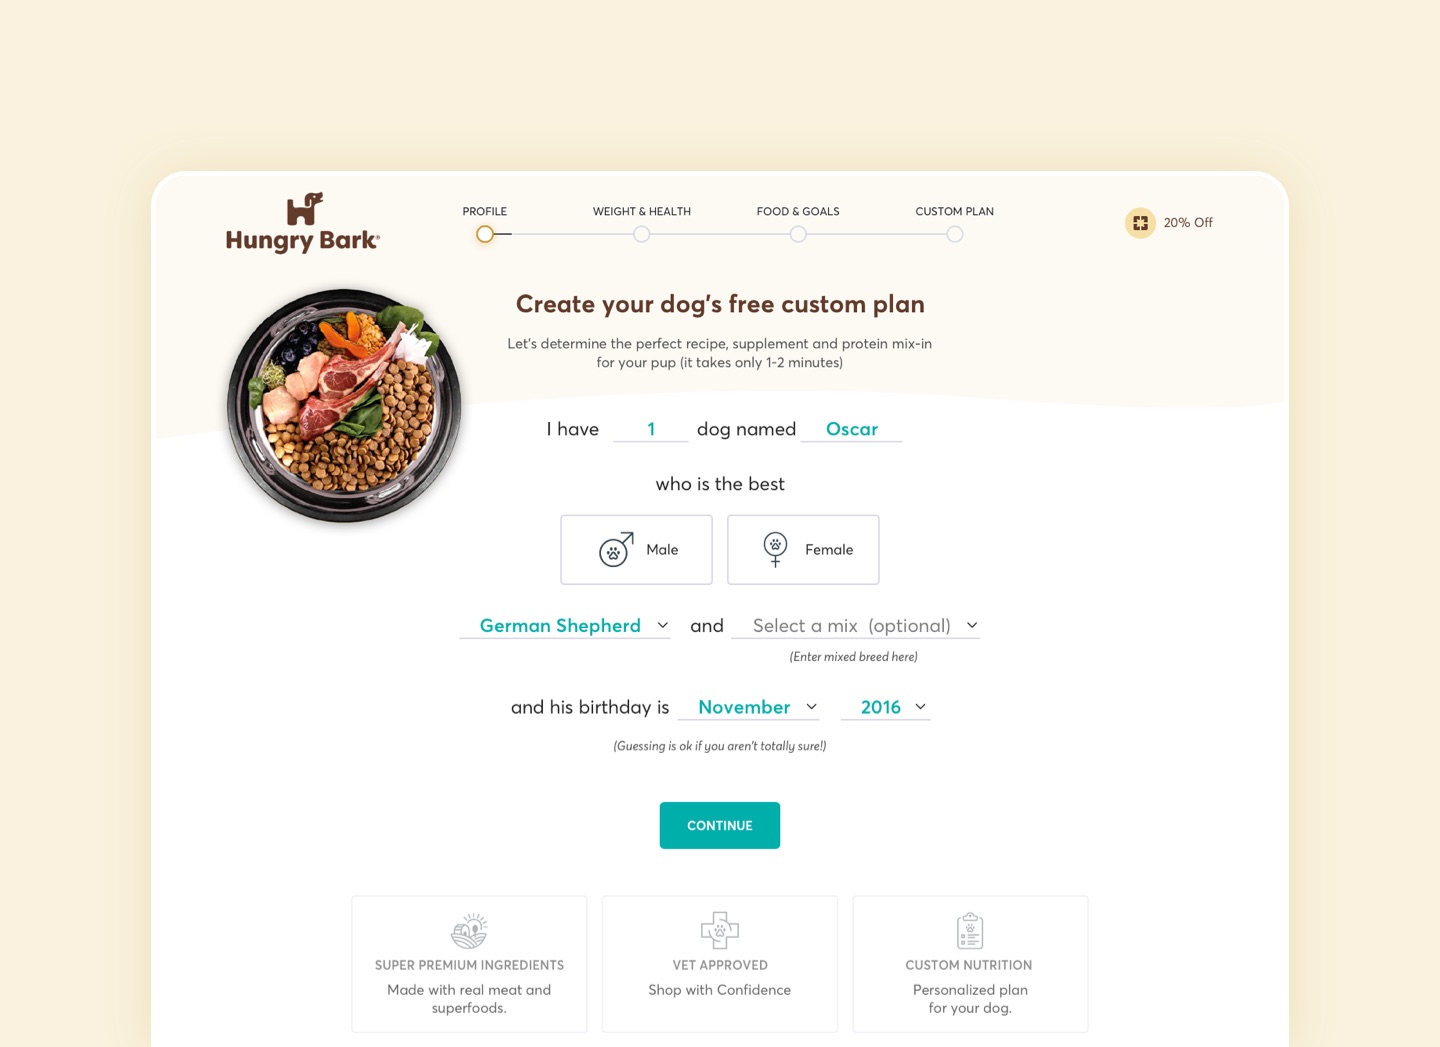 Hungry Bark®
PROFILE
WEIGHT & HEALTH
FOOD & GOALS
CUSTOM PLAN
20% Off
Create your dog's free custom plan
Let's determine the perfect recipe, supplement and protein mix-in
for your pup (it takes only 1-2 minutes)
I have 1 dog named Oscar
who is the best
Male
Female
German Shepherd and Select a mix (optional)
(Enter mixed breed here)
and his birthday is November 2016
(Guessing is ok if you aren't totally sure!)
CONTINUE
SUPER PREMIUM INGREDIENTS
Made with real meat and
superfoods.
VET APPROVED
Shop with Confidence
CUSTOM NUTRITION
Personalized plan
for your dog.